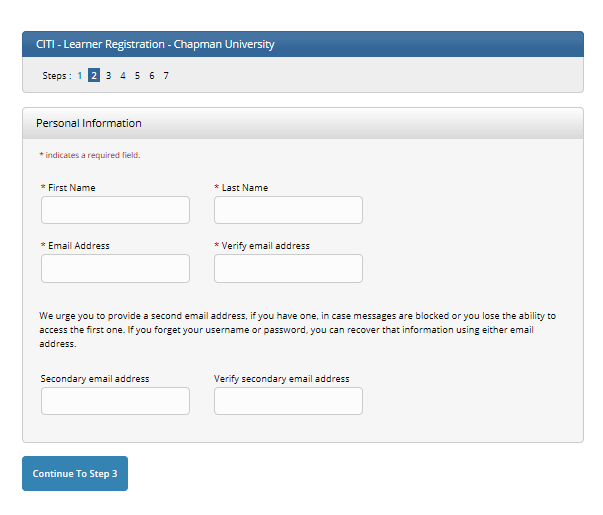 CITI - Learner Registration - Chapman University
Steps : 1 2 3 4 5 6 7
Personal Information
* indicates a required field.
* First Name * Last Name
* Email Address * Verify email address
We urge you to provide a second email address, if you have one, in case messages are blocked or you lose the ability to
access the first one. If you forget your username or password, you can recover that information using either email
address.
Secondary email address Verify secondary email address
Continue To Step 3